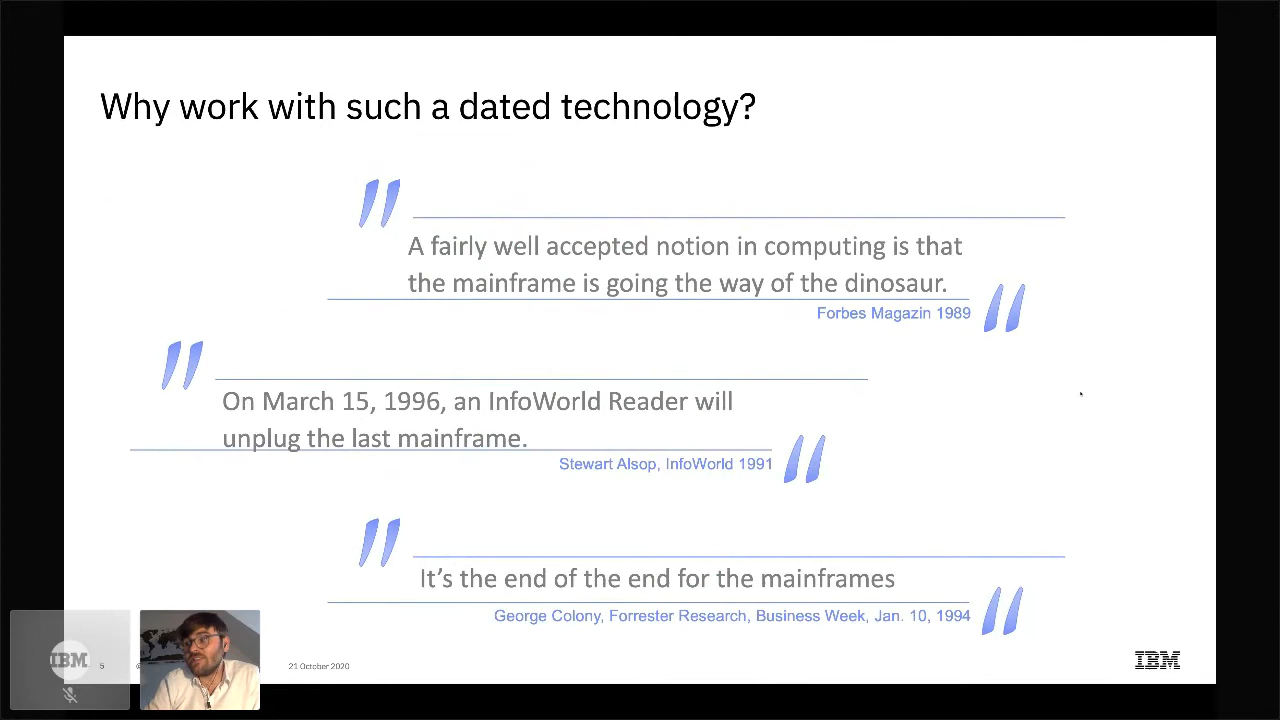 Why work with such a dated technology?
A fairly well accepted notion in computing is that
the mainframe is going the way of the dinosaur.
Forbes Magazin 1989
On March 15, 1996, an InfoWorld Reader will
unplug the last mainframe.
Stewart Alsop, InfoWorld 1991
It’s the end of the end for the mainframes
George Colony, Forrester Research, Business Week, Jan. 10, 1994
IBM
5
21 October 2020
IBM